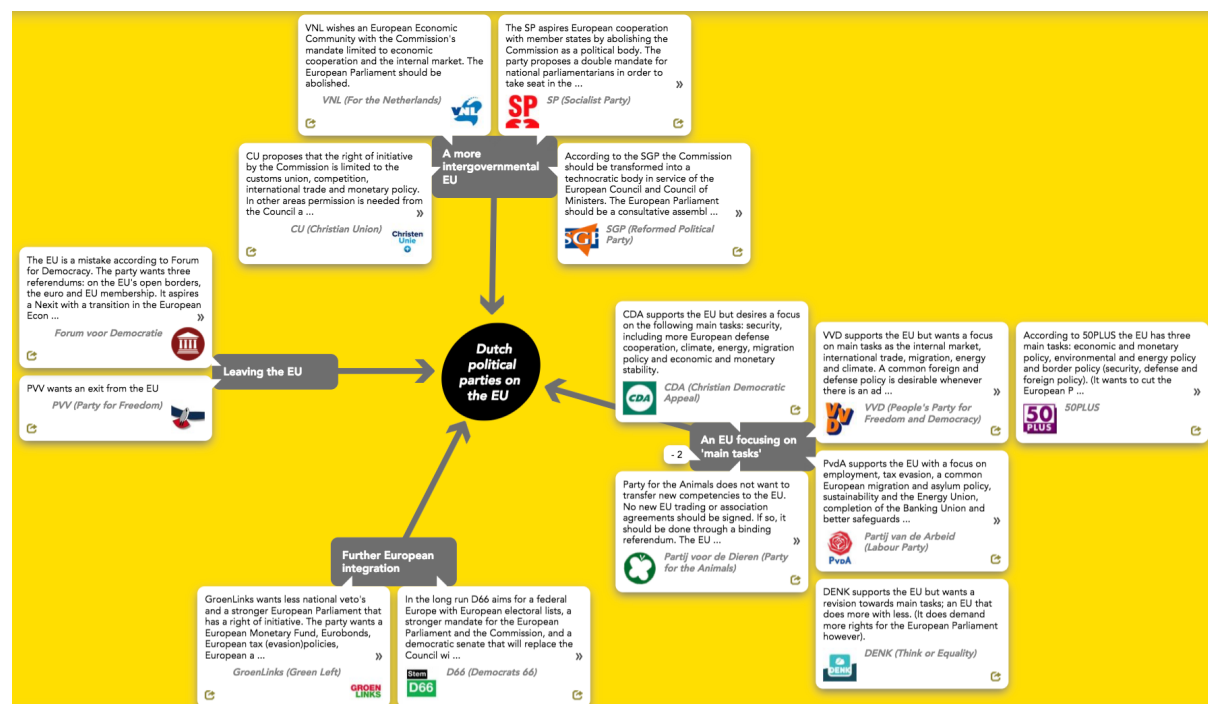 VNL wishes an European Economic
Community with the Commission's
mandate limited to economic
cooperation and the internal market. The
European Parliament should be
abolished.
VNL (For the Netherlands)
VNL
The SP aspires European cooperation
with member states by abolishing the
Commission as a political body. The
party proposes a double mandate for
national parliamentarians in order to
take seat in the ... »
SP
SP (Socialist Party)
A more
intergovernmental
EU
CU proposes that the right of initiative
by the Commission is limited to the
customs union, competition,
international trade and monetary policy.
In other areas permission is needed from
the Council a ... »
CU (Christian Union)
Christen
Unie
According to the SGP the Commission
should be transformed into a
technocratic body in service of the
European Council and Council of
Ministers. The European Parliament
should be a consultative assembl ... »
SGP
SGP (Reformed Political
Party)
The EU is a mistake according to Forum
for Democracy. The party wants three
referendums: on the EU's open borders,
the euro and EU membership. It aspires
a Nexit with a transition in the European
Econ ... »
Forum voor Democratie
Leaving the EU
PVV wants an exit from the EU
PVV (Party for Freedom)
Dutch
political
parties on
the EU
CDA supports the EU but desires a focus
on the following main tasks: security,
including more European defense
cooperation, climate, energy, migration
policy and economic and monetary
stability.
CDA
CDA (Christian Democratic
Appeal)
VVD supports the EU but wants a focus
on main tasks as the internal market,
international trade, migration, energy
and climate. A common foreign and
defense policy is desirable whenever
there is an ad ... »
VVD
VVD (People's Party for
Freedom and Democracy)
According to 50PLUS the EU has three
main tasks: economic and monetary
policy, environmental and energy policy
and border policy (security, defense and
foreign policy). (It wants to cut the
European P ... »
50
PLUS
50PLUS
An EU focusing on
'main tasks'
- 2
Party for the Animals does not want to
transfer new competencies to the EU.
No new EU trading or association
agreements should be signed. If so, it
should be done through a binding
referendum. The EU ... »
Partij voor de Dieren (Party
for the Animals)
PvdA supports the EU with a focus on
employment, tax evasion, a common
European migration and asylum policy,
sustainability and the Energy Union,
completion of the Banking Union and
better safeguards ... »
PvdA
Partij van de Arbeid
(Labour Party)
DENK supports the EU but wants a
revision towards main tasks; an EU that
does more with less. (It does demand
more rights for the European Parliament
however).
DENK
DENK (Think or Equality)
Further European
integration
GroenLinks wants less national veto's
and a stronger European Parliament that
has a right of initiative. The party wants a
European Monetary Fund, Eurobonds,
European tax (evasion)policies,
European a ... »
GroenLinks (Green Left)
GROEN
LINKS
In the long run D66 aims for a federal
Europe with European electoral lists, a
stronger mandate for the European
Parliament and the Commission, and a
democratic senate that will replace the
Council wi ... »
Stem
D66
D66 (Democrats 66)